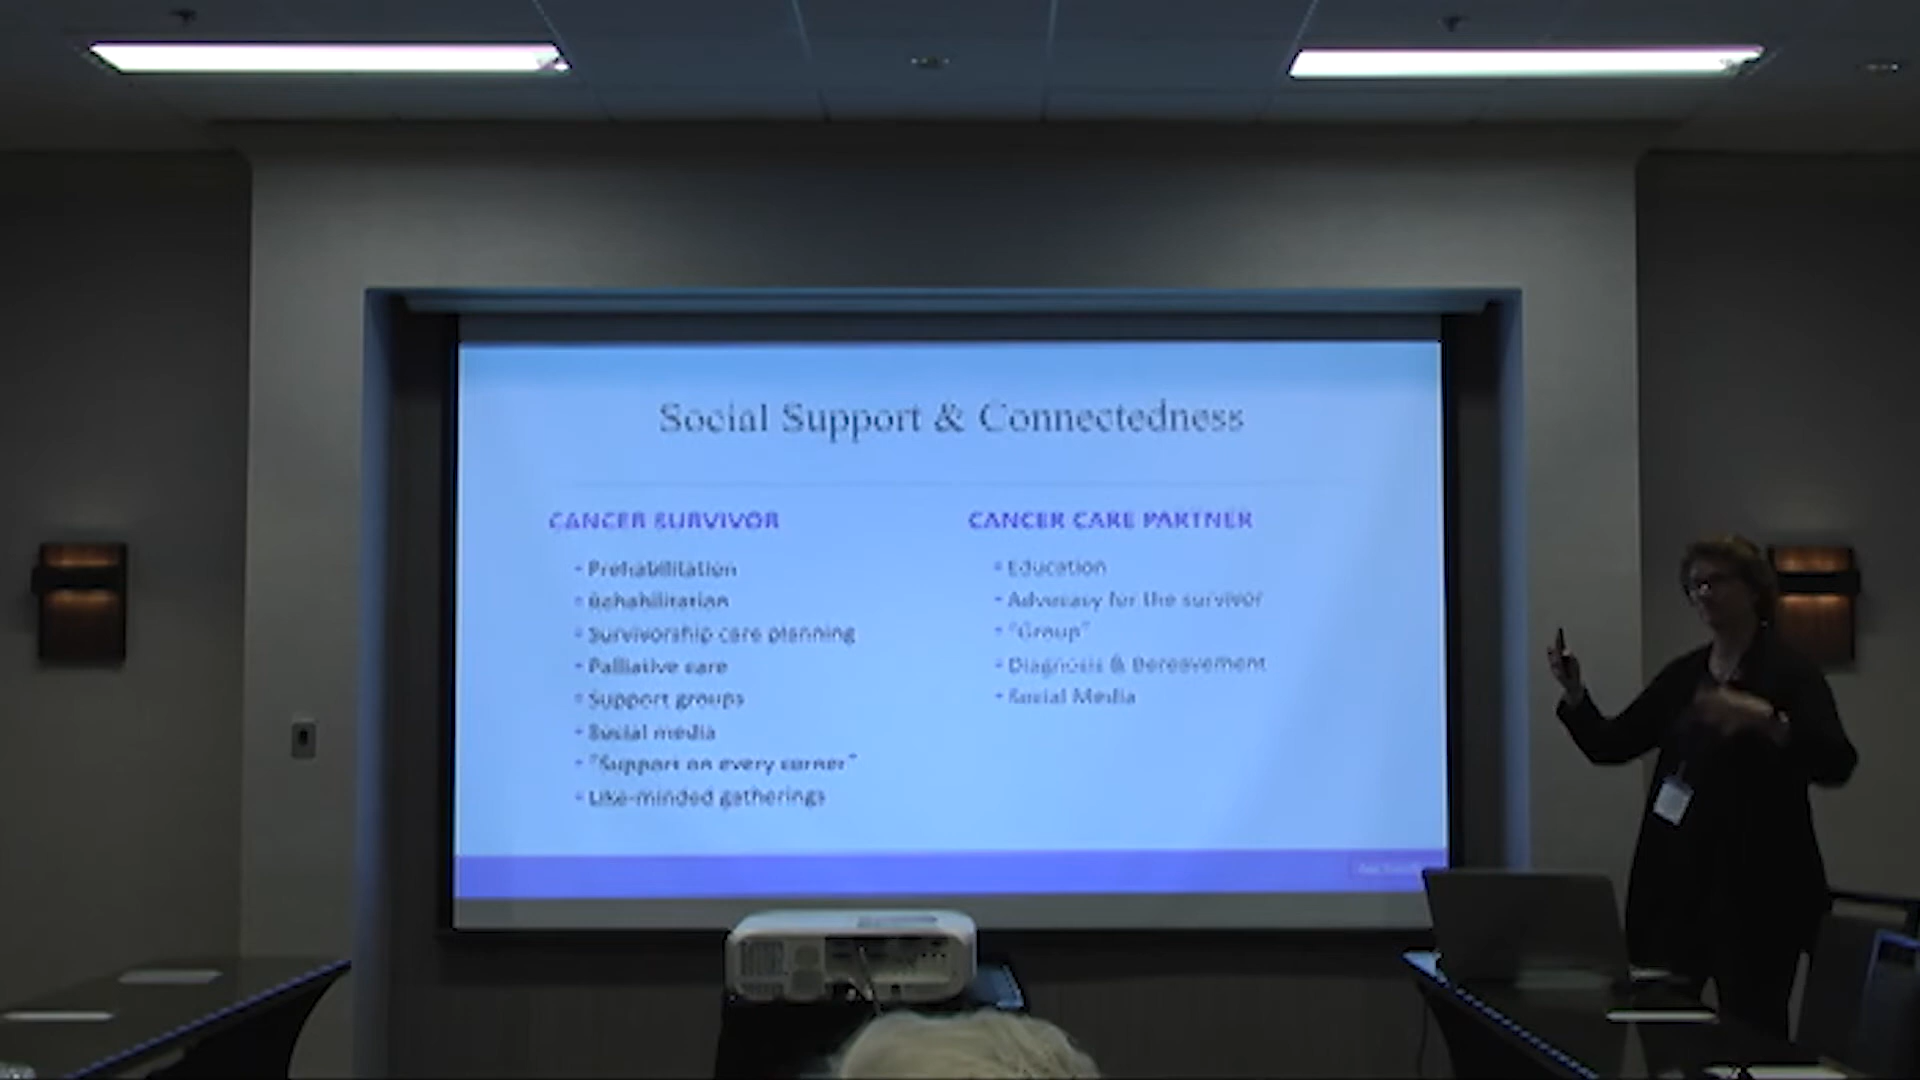 Social Support & Connectedness
CANCER SURVIVOR
- Prehabilitation
- Rehabilitation
- Survivorship care planning
- Palliative care
- Support groups
- Social media
- "Support on every corner"
- Like-minded gatherings
CANCER CARE PARTNER
- Education
- Advocacy for the survivor
- "Group"
- Diagnosis & Bereavement
- Social Media